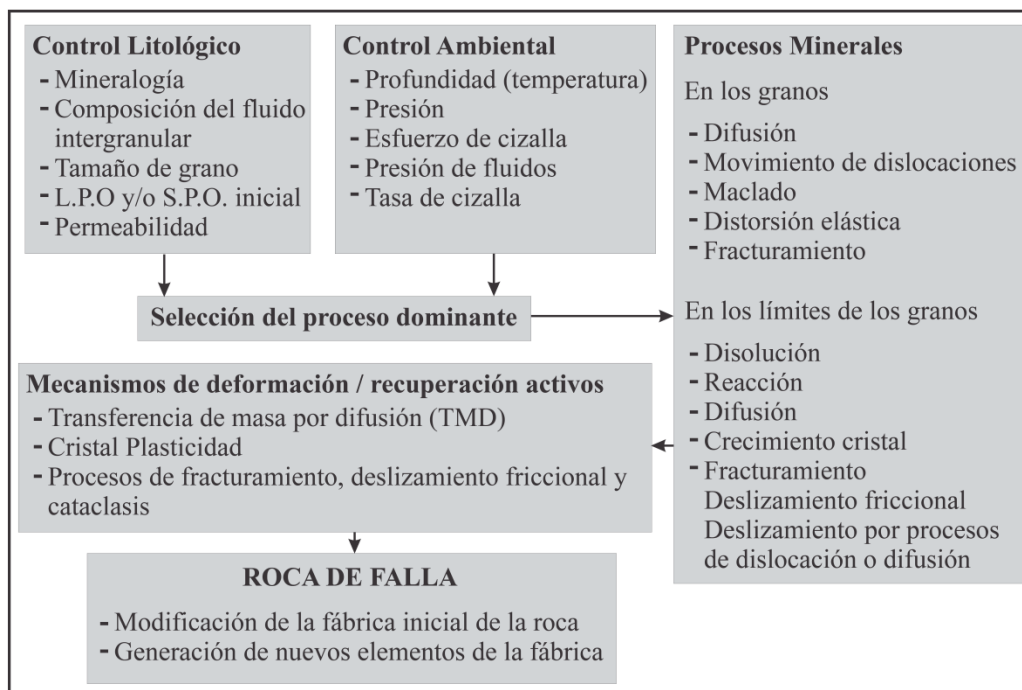 Control Litológico
- Mineralogía
- Composición del fluido
intergranular
- Tamaño de grano
- L.P.O y/o S.P.O. inicial
- Permeabilidad
Control Ambiental
- Profundidad (temperatura)
- Presión
- Esfuerzo de cizalla
- Presión de fluidos
- Tasa de cizalla
Procesos Minerales
En los granos
- Difusión
- Movimiento de dislocaciones
- Maclado
- Distorsión elástica
- Fracturamiento
En los límites de los granos
- Disolución
- Reacción
- Difusión
- Crecimiento cristal
- Fracturamiento
Deslizamiento friccional
Deslizamiento por procesos
de dislocación o difusión
Selección del proceso dominante
Mecanismos de deformación / recuperación activos
- Transferencia de masa por difusión (TMD)
- Cristal Plasticidad
- Procesos de fracturamiento, deslizamiento friccional y
cataclasis
ROCA DE FALLA
- Modificación de la fábrica inicial de la roca
- Generación de nuevos elementos de la fábrica